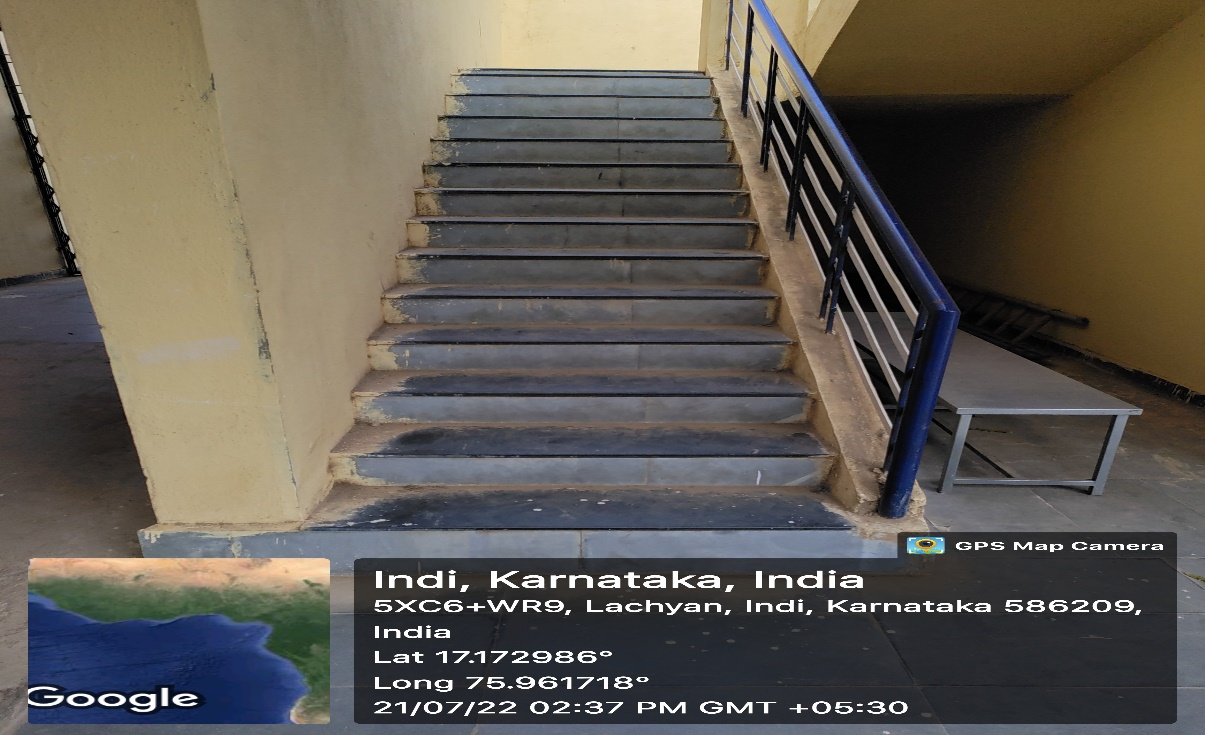 GPS Map Camera
Indi, Karnataka, India
5XC6+WR9, Lachyan, Indi, Karnataka 586209,
India
Lat 17.172986°
Long 75.961718°
21/07/22 02:37 PM GMT +05:30
Google